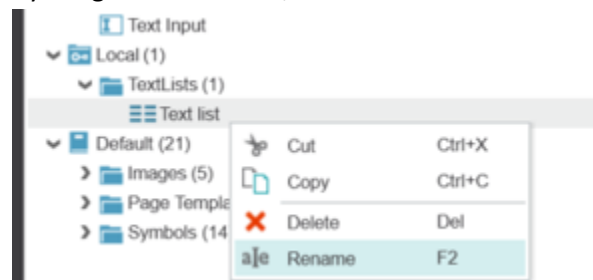 Text Input
Local (1)
TextLists (1)
Text list
Default (21)
Images (5)
Page Templa
Symbols (14
Cut Ctrl+X
Copy Ctrl+C
Delete Del
a|e Rename F2